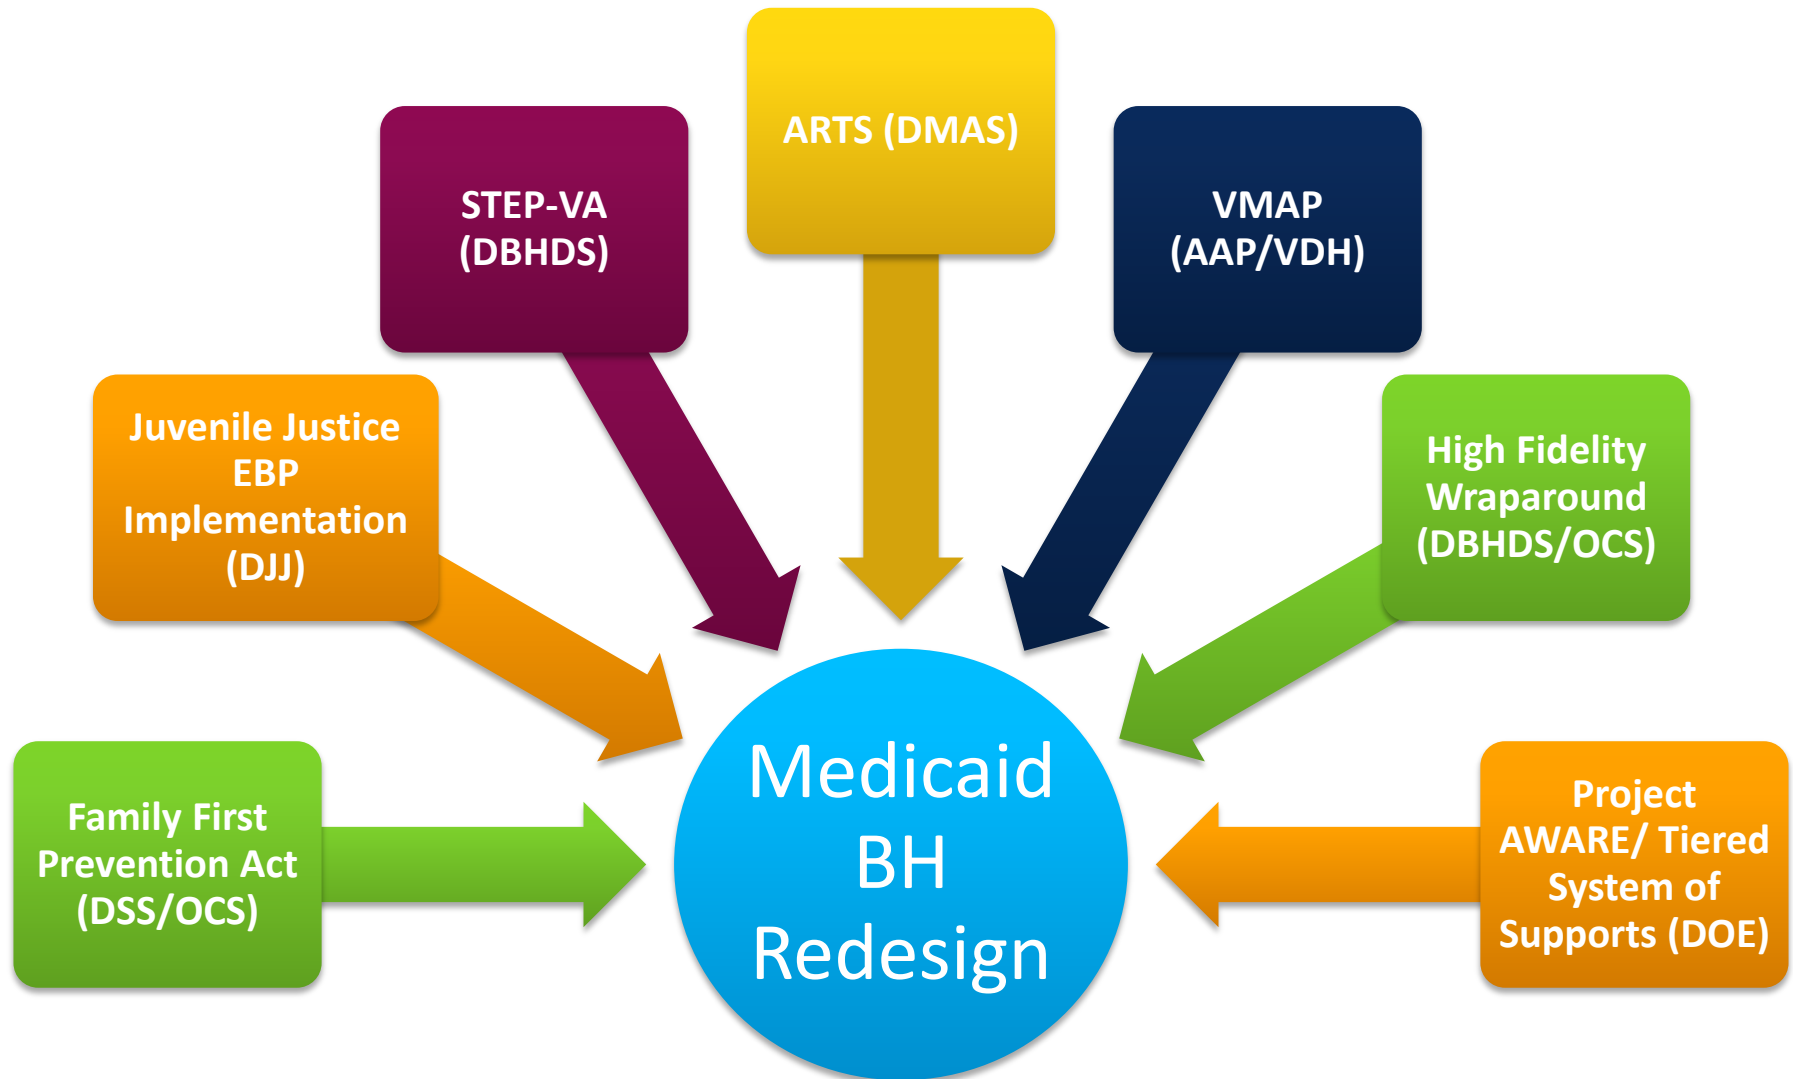 ARTS (DMAS)
STEP-VA
(DBHDS)
VMAP
(AAP/VDH)
Juvenile Justice
EBP
Implementation
(DJJ)
High Fidelity
Wraparound
(DBHDS/OCS)
Family First
Prevention Act
(DSS/OCS)
Medicaid
BH
Redesign
Project
AWARE/ Tiered
System of
Supports (DOE)